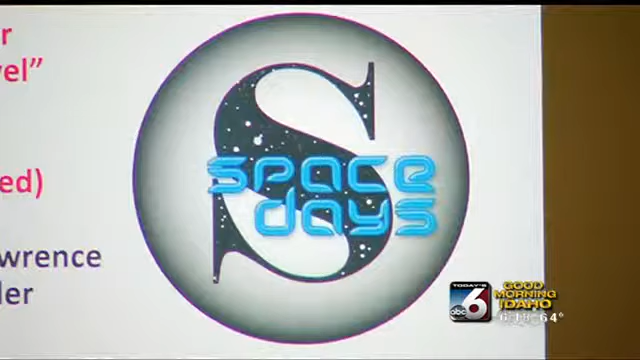 r
vel”
ed)
wrence
ler
S
space
days
TODAY'S
abc 6
GOOD
MORNING
IDAHO
64°